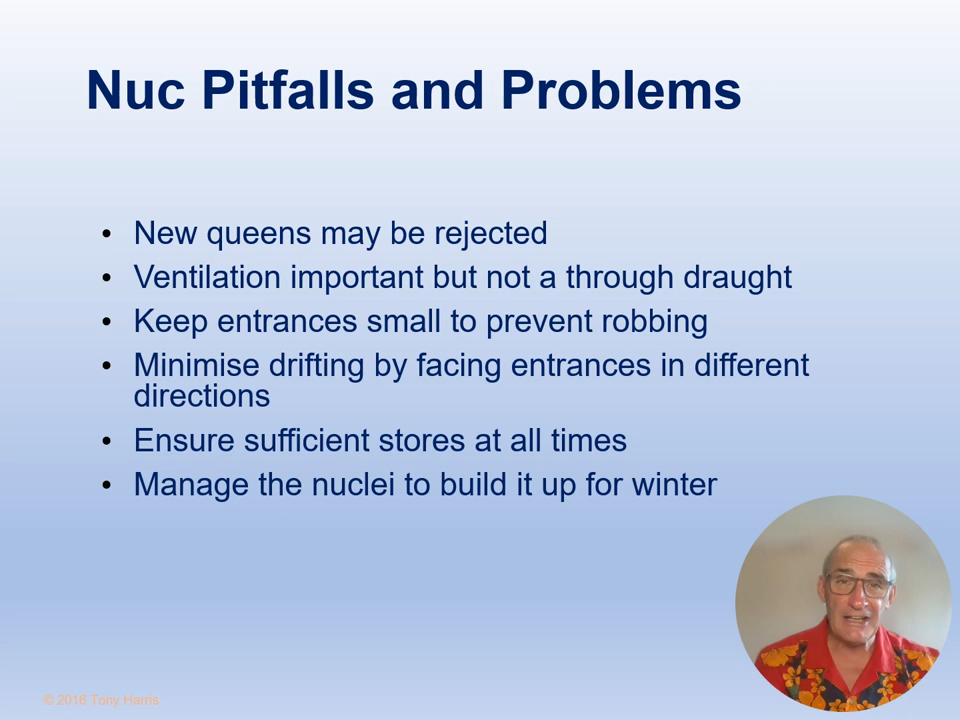 Nuc Pitfalls and Problems
• New queens may be rejected
• Ventilation important but not a through draught
• Keep entrances small to prevent robbing
• Minimise drifting by facing entrances in different
directions
• Ensure sufficient stores at all times
• Manage the nuclei to build it up for winter
© 2016 Tony Harris